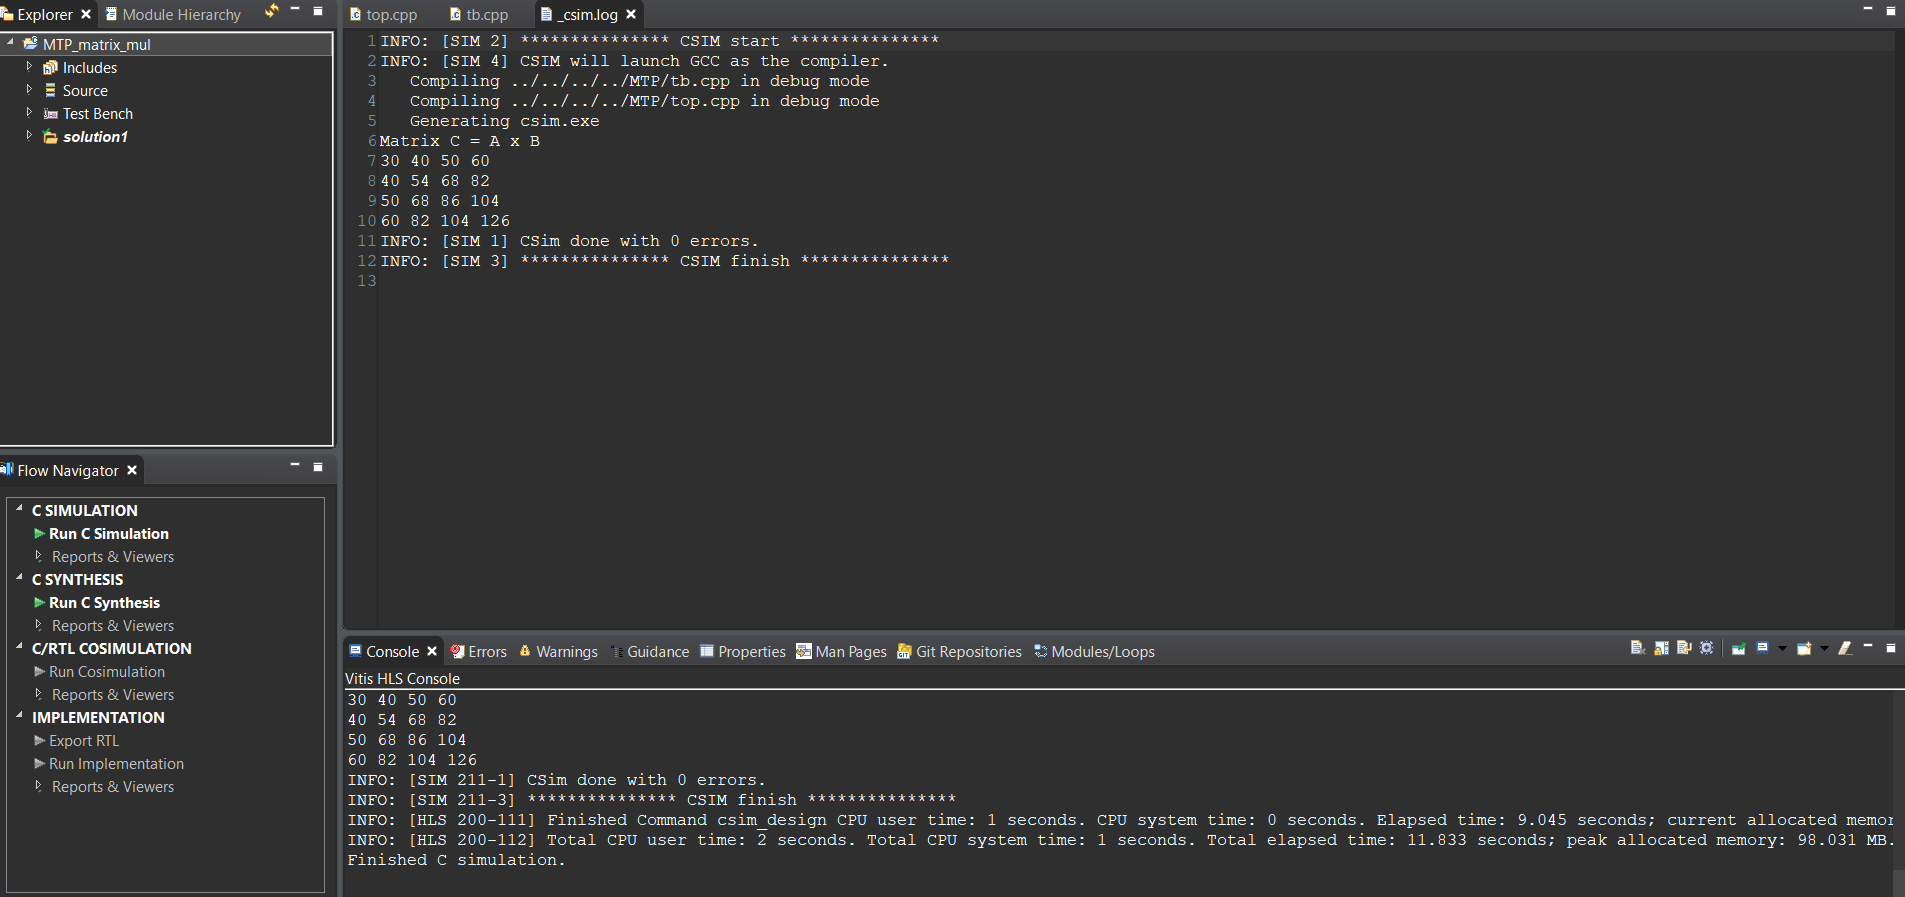 Explorer
Module Hierarchy
MTP_matrix_mul
Includes
Source
Test Bench
solution1
Flow Navigator
C SIMULATION
Run C Simulation
Reports & Viewers
C SYNTHESIS
Run C Synthesis
Reports & Viewers
C/RTL COSIMULATION
Run Cosimulation
Reports & Viewers
IMPLEMENTATION
Export RTL
Run Implementation
Reports & Viewers
top.cpp tb.cpp _csim.log
1 INFO: [SIM 2] *************** CSIM start ***************
2 INFO: [SIM 4] CSIM will launch GCC as the compiler.
3 Compiling ../../../../MTP/tb.cpp in debug mode
4 Compiling ../../../../MTP/top.cpp in debug mode
5 Generating csim.exe
6 Matrix C = A x B
7 30 40 50 60
8 40 54 68 82
9 50 68 86 104
10 60 82 104 126
11 INFO: [SIM 1] CSim done with 0 errors.
12 INFO: [SIM 3] *************** CSIM finish ***************
13
Console Errors Warnings Guidance Properties Man Pages Git Repositories Modules/Loops
Vitis HLS Console
30 40 50 60
40 54 68 82
50 68 86 104
60 82 104 126
INFO: [SIM 211-1] CSim done with 0 errors.
INFO: [SIM 211-3] *************** CSIM finish ***************
INFO: [HLS 200-111] Finished Command csim_design CPU user time: 1 seconds. CPU system time: 0 seconds. Elapsed time: 9.045 seconds; current allocated memor
INFO: [HLS 200-112] Total CPU user time: 2 seconds. Total CPU system time: 1 seconds. Total elapsed time: 11.833 seconds; peak allocated memory: 98.031 MB.
Finished C simulation.